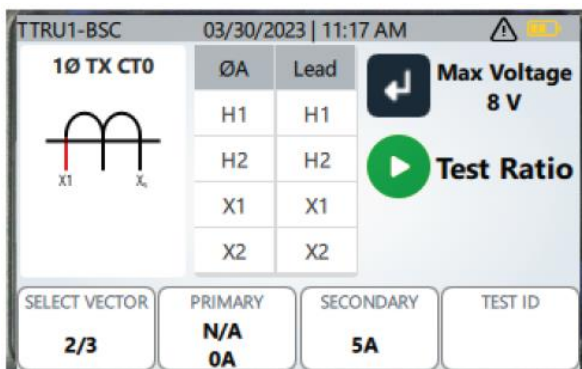 TTRU1-BSC 03/30/2023 | 11:17 AM
1Ø TX CT0
X1
ØA Lead
H1 H1
H2 H2
X1 X1
X2 X2
Max Voltage
8 V
Test Ratio
SELECT VECTOR
2/3
PRIMARY
N/A
0A
SECONDARY
5A
TEST ID